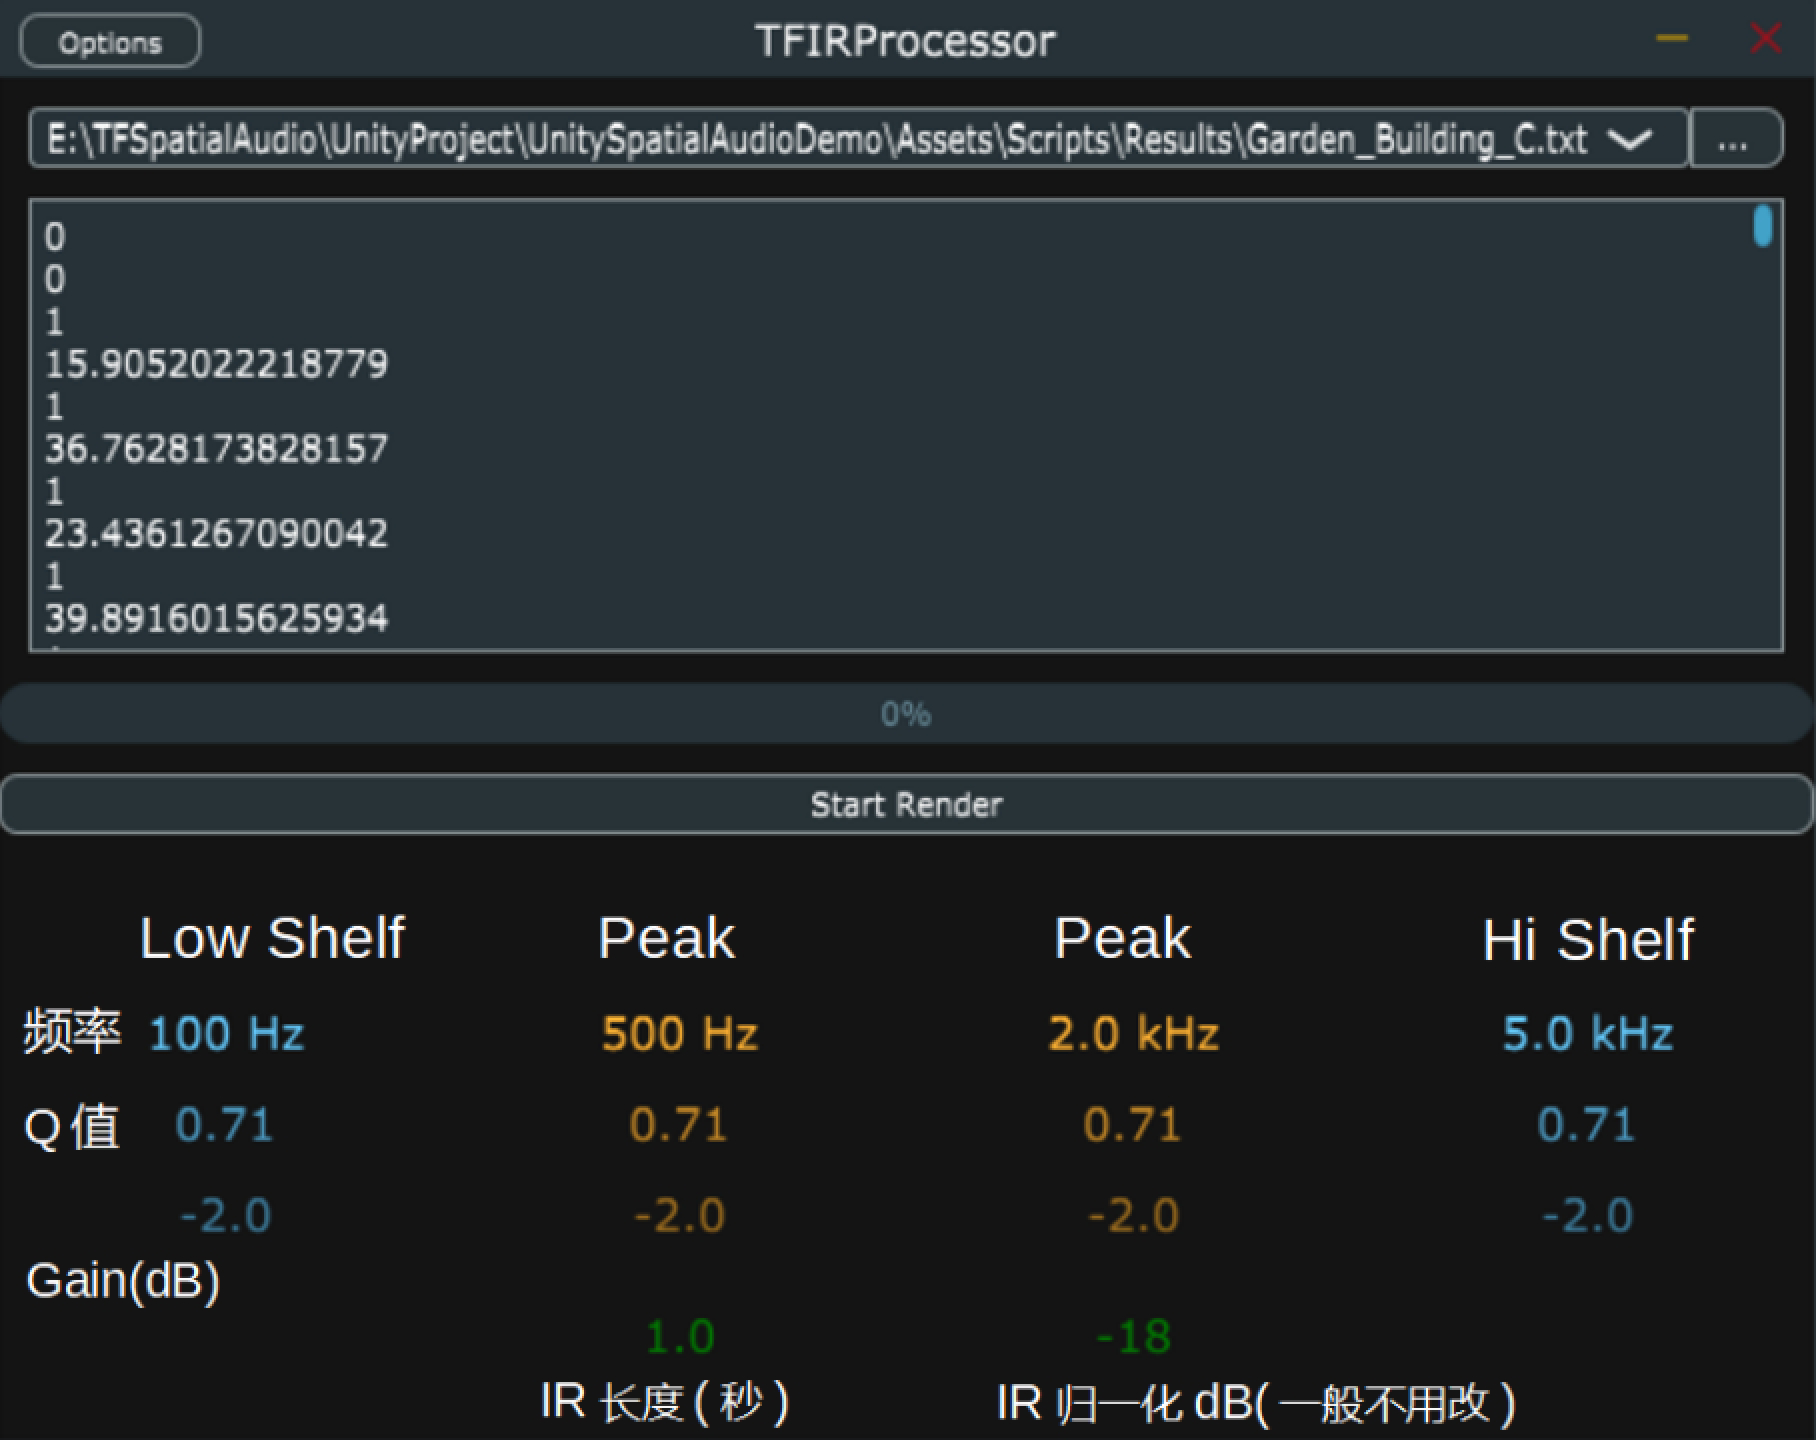 Options TFIRProcessor
E:\TFSpatialAudio\UnityProject\UnitySpatialAudioDemo\Assets\Scripts\Results\Garden_Building_C.txt ...
0
0
1
15.9052022218779
1
36.7628173828157
1
23.4361267090042
1
39.8916015625934
0%
Start Render
Low Shelf Peak Peak Hi Shelf
频率 100 Hz 500 Hz 2.0 kHz 5.0 kHz
Q值 0.71 0.71 0.71 0.71
-2.0 -2.0 -2.0 -2.0
Gain(dB)
1.0 -18
IR 长度(秒) IR 归一化 dB(一般不用改)